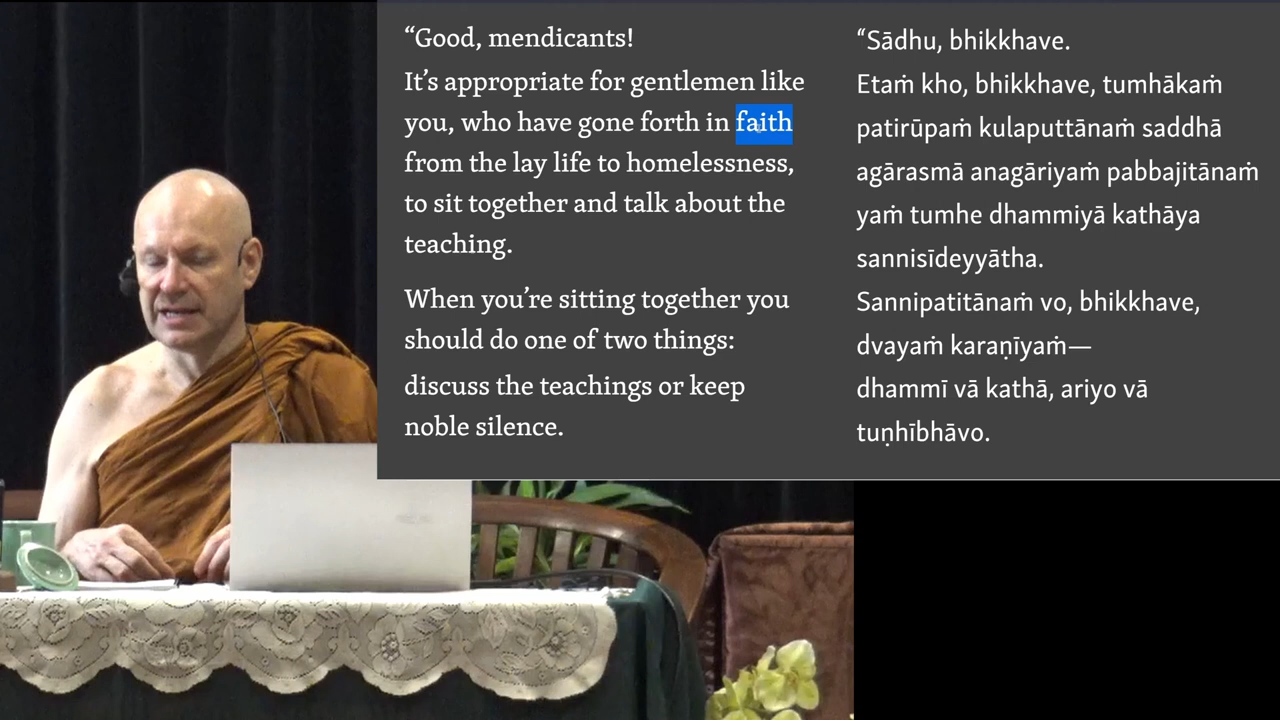 “Good, mendicants!
It’s appropriate for gentlemen like
you, who have gone forth in faith
from the lay life to homelessness,
to sit together and talk about the
teaching.
When you’re sitting together you
should do one of two things:
discuss the teachings or keep
noble silence.
“Sādhu, bhikkhave.
Etaṁ kho, bhikkhave, tumhākaṁ
patirūpaṁ kulaputtānaṁ saddhā
agārasmā anagāriyaṁ pabbajitānaṁ
yaṁ tumhe dhammiyā kathāya
sannisīdeyyātha.
Sannipatitānaṁ vo, bhikkhave,
dvayaṁ karaṇīyaṁ—
dhammī vā kathā, ariyo vā
tuṇhībhāvo.